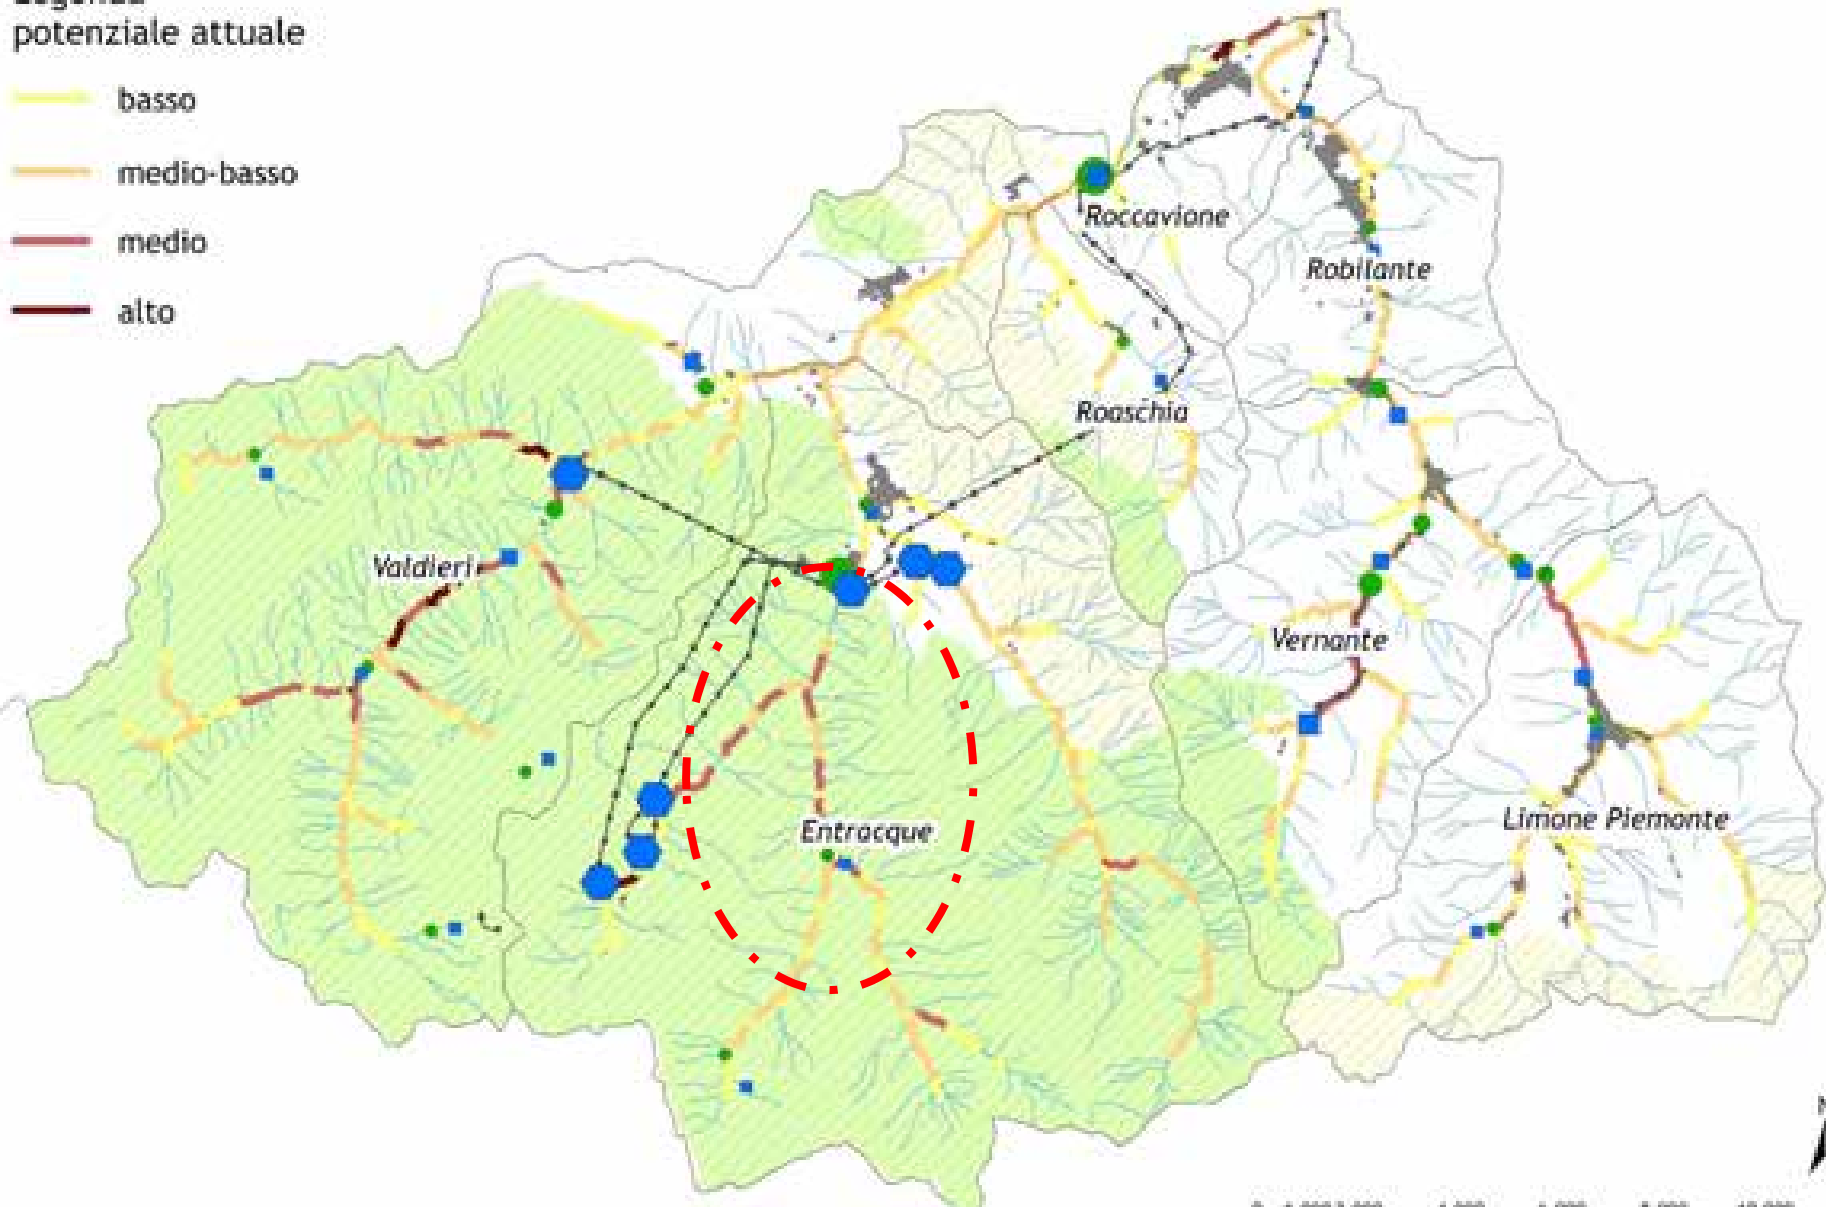 potenziale attuale
basso
medio-basso
medio
alto
Roccavione
Robilante
Roaschia
Valdieri
Vernante
Entracque
Limone Piemonte